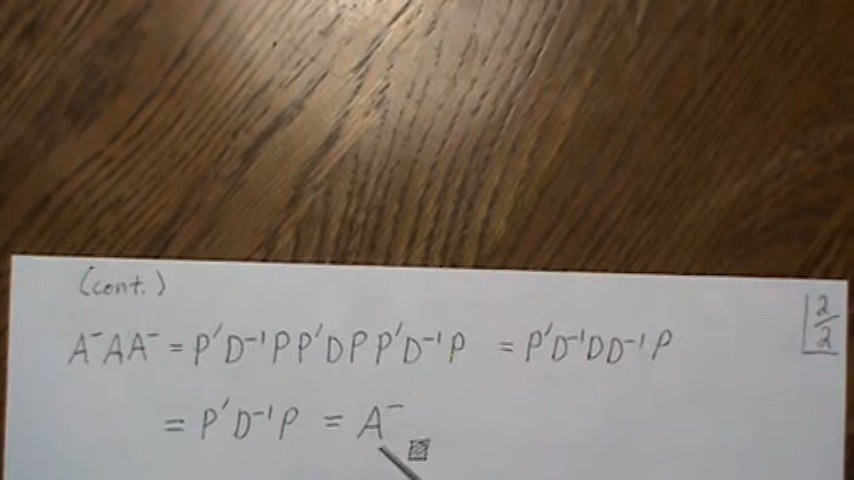 (cont.)
2/2
A⁻AA⁻ = P′D⁻¹PP′DPP′D⁻¹P = P′D⁻¹DD⁻¹P
= P′D⁻¹P = A⁻